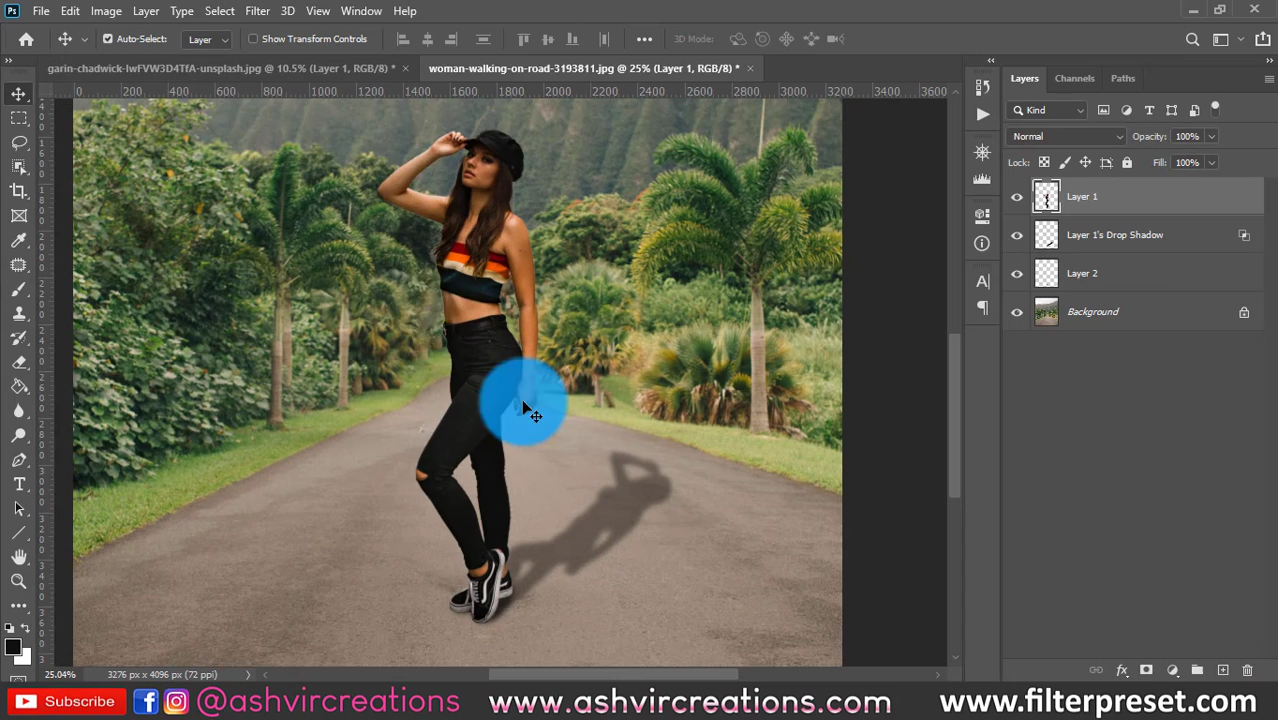 Ps File Edit Image Layer Type Select Filter 3D View Window Help
Auto-Select: Layer Show Transform Controls 3D Mode:
garin-chadwick-IwFVW3D4TfA-unsplash.jpg @ 10.5% (Layer 1, RGB/8) * × woman-walking-on-road-3193811.jpg @ 25% (Layer 1, RGB/8) * ×
0 200 400 600 800 1000 1200 1400 1600 1800 2000 2200 2400 2600 2800 3000 3200 3400 3600
Layers Channels Paths
Kind
Normal Opacity: 100%
Lock: Fill: 100%
Layer 1
Layer 1's Drop Shadow
Layer 2
Background
25.04% 3276 px x 4096 px (72 ppi)
Subscribe @ashvircreations www.ashvircreations.com www.filterpreset.com